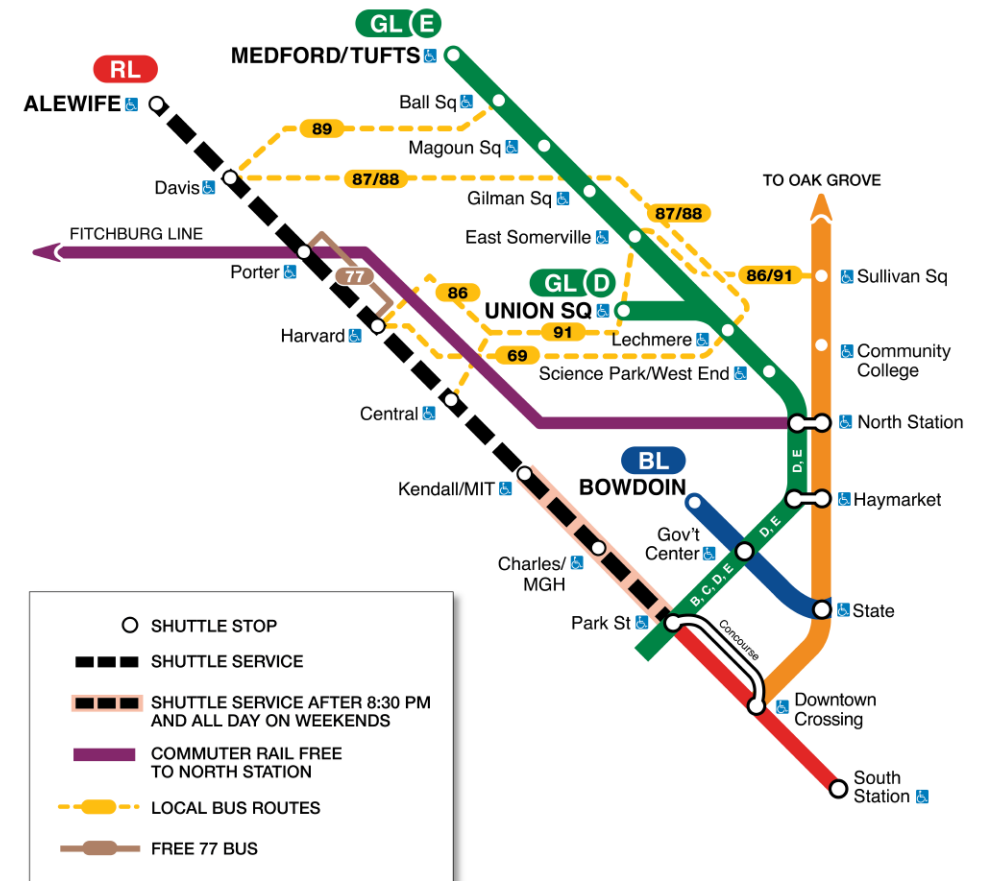 GL E
MEDFORD/TUFTS
RL
ALEWIFE
Ball Sq
89
Magoun Sq
Davis
87/88
TO OAK GROVE
Gilman Sq
87/88
FITCHBURG LINE
East Somerville
Porter
77
86/91
Sullivan Sq
GL D
UNION SQ
86
Harvard
91
Lechmere
69
Community
College
Science Park/West End
Central
North Station
D, E
BL
BOWDOIN
Kendall/MIT
Haymarket
D, E
Gov't
Center
Charles/
MGH
B, C, D, E
State
Park St
Concourse
Downtown
Crossing
South
Station
SHUTTLE STOP
SHUTTLE SERVICE
SHUTTLE SERVICE AFTER 8:30 PM
AND ALL DAY ON WEEKENDS
COMMUTER RAIL FREE
TO NORTH STATION
LOCAL BUS ROUTES
FREE 77 BUS